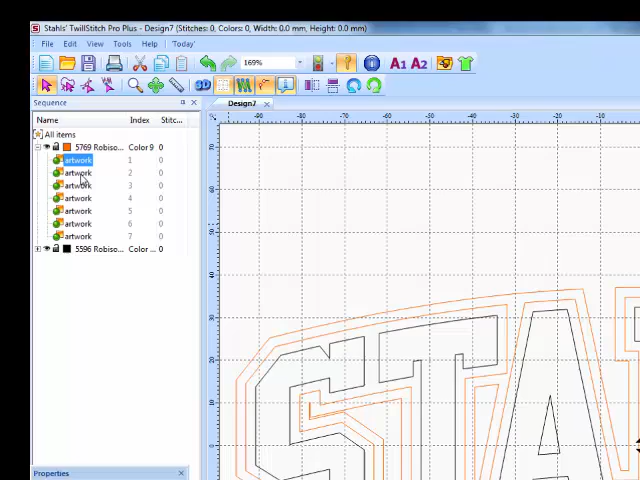 Stahls' TwillStitch Pro Plus - Design7 (Stitches: 0, Colors: 0, Width: 0.0 mm, Height: 0.0 mm)
File Edit View Tools Help Today
169% A1 A2
3D
Sequence Design7
Name Index Stitc...
-90 -80 -70 -60 -50 -40 -30 -20 -10 0
All items
5769 Robiso... Color 9 0
artwork 1 0
artwork 2 0
artwork 3 0
artwork 4 0
artwork 5 0
artwork 6 0
artwork 7 0
5596 Robiso... Color ... 0
70
60
50
40
30
20
10
0
STA
Properties